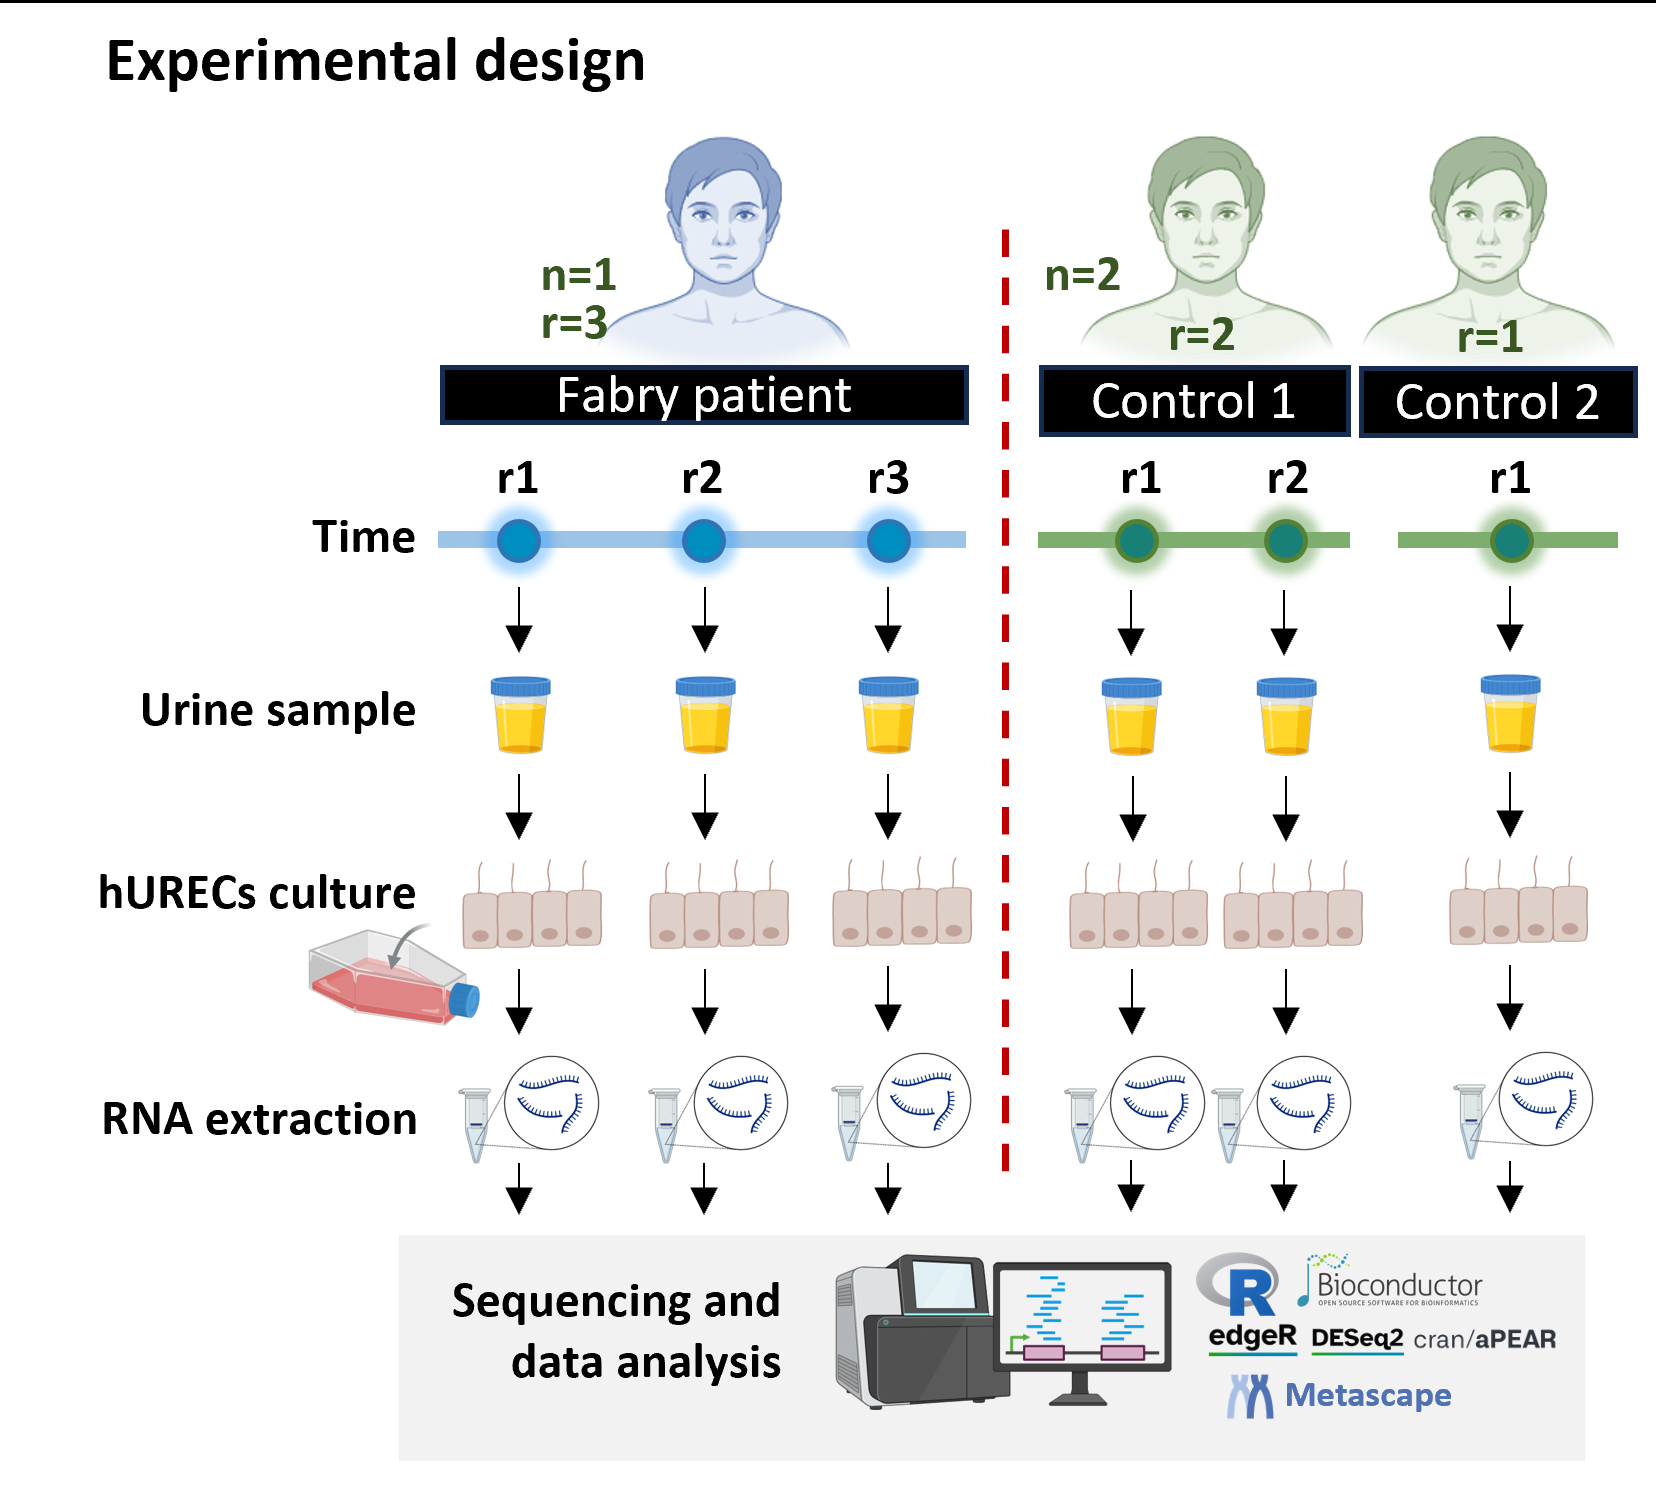 Experimental design
n=1
r=3
n=2
r=2
r=1
Fabry patient
Control 1
Control 2
r1
r2
r3
r1
r2
r1
Time
Urine sample
hURECs culture
RNA extraction
Sequencing and
data analysis
R
Bioconductor
OPEN SOURCE SOFTWARE FOR BIOINFORMATICS
edgeR
DESeq2
cran/aPEAR
Metascape